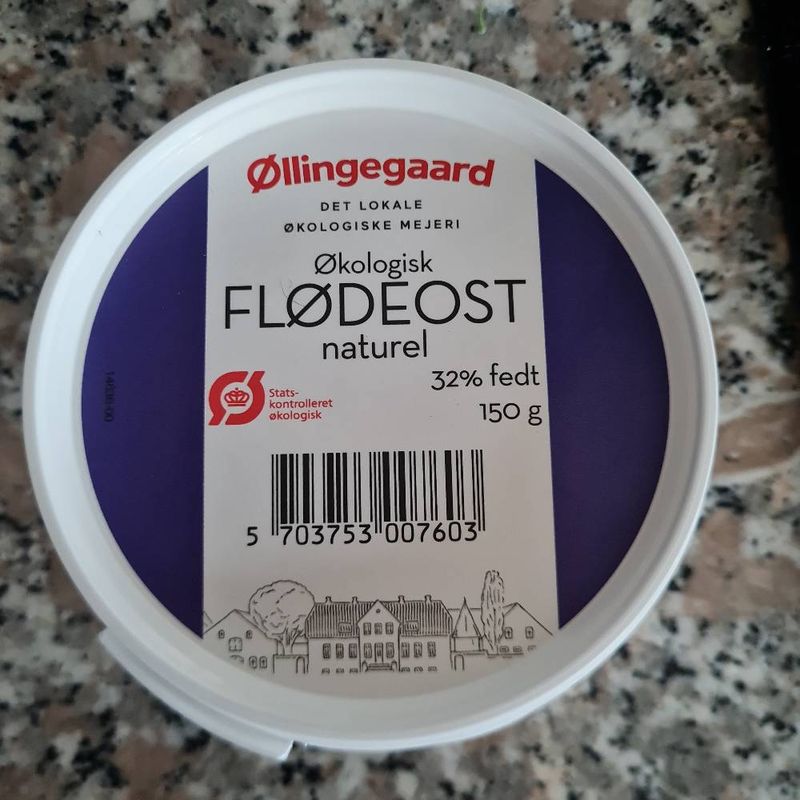 Øllingegaard
DET LOKALE
ØKOLOGISKE MEJERI
Økologisk
FLØDEOST
naturel
32% fedt
150 g
Stats-
kontrolleret
økologisk
5 703753 007603